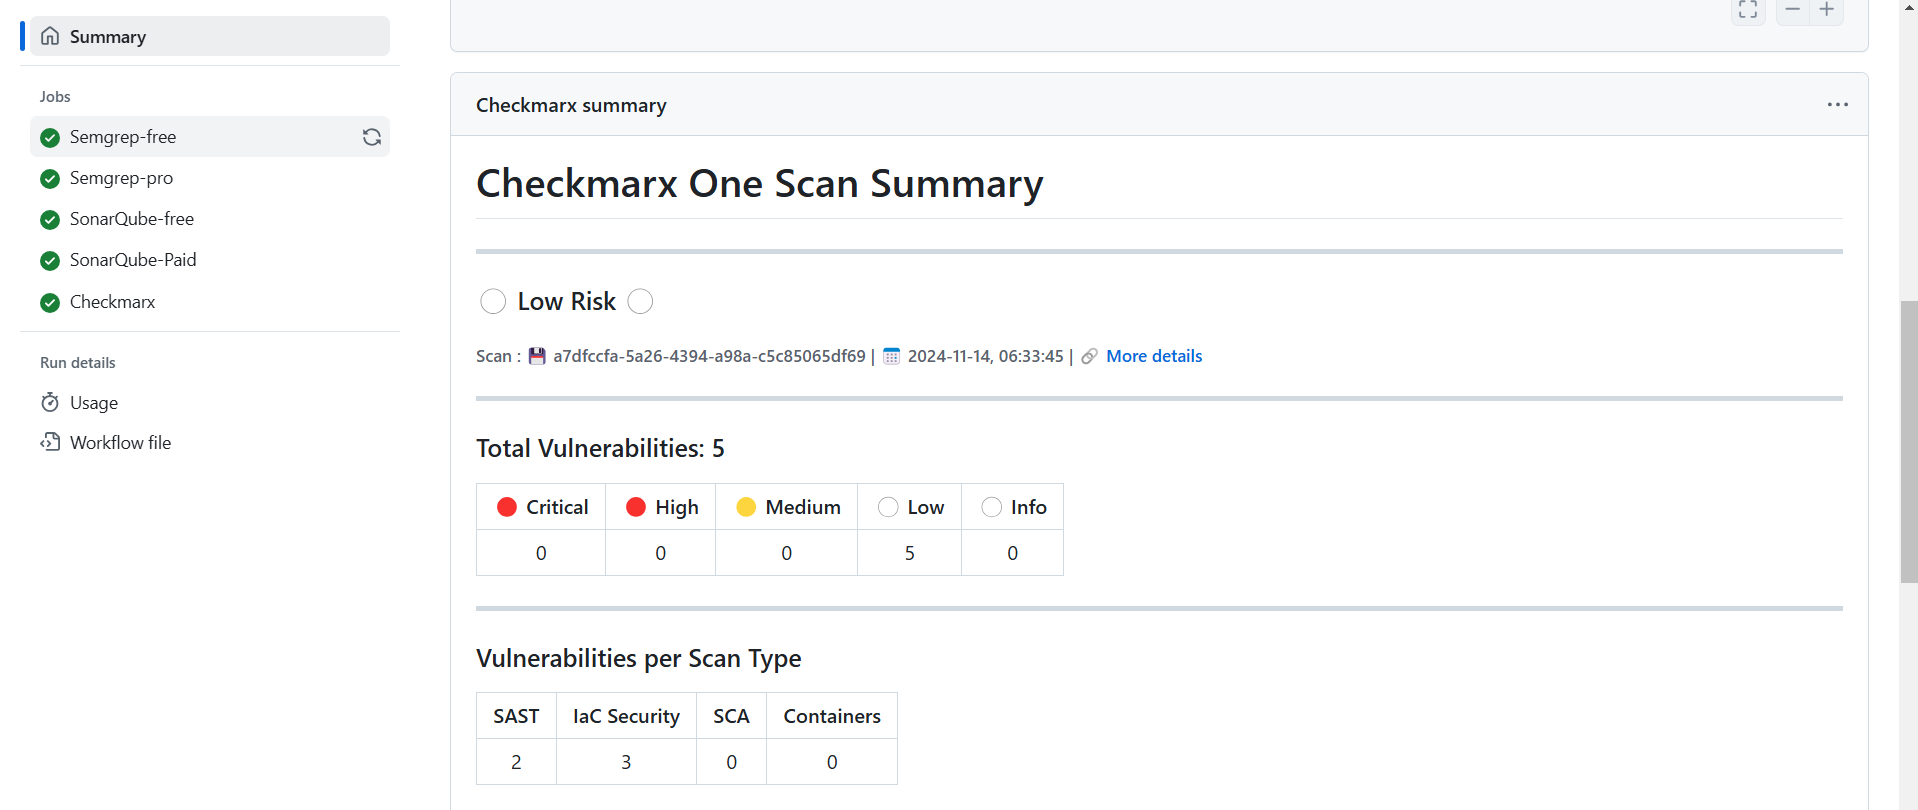 Summary
Jobs
Semgrep-free
Semgrep-pro
SonarQube-free
SonarQube-Paid
Checkmarx
Run details
Usage
Workflow file
Checkmarx summary
Checkmarx One Scan Summary
Low Risk
Scan : a7dfccfa-5a26-4394-a98a-c5c85065df69 | 2024-11-14, 06:33:45 | More details
Total Vulnerabilities: 5
Critical High Medium Low Info
0 0 0 5 0
Vulnerabilities per Scan Type
SAST IaC Security SCA Containers
2 3 0 0